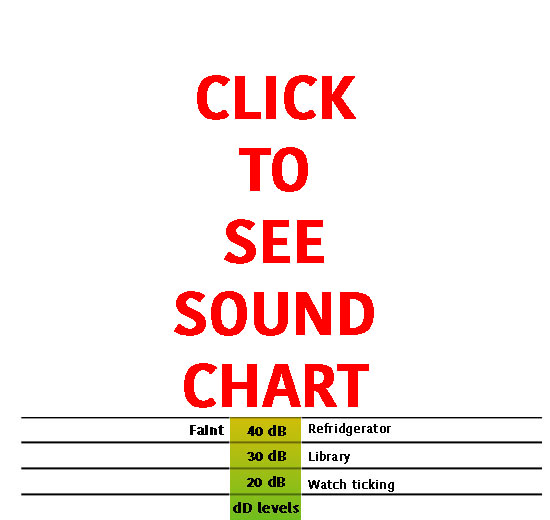 CLICK
TO
SEE
SOUND
CHART
Faint 40 dB Refridgerator
30 dB Library
20 dB Watch ticking
dD levels